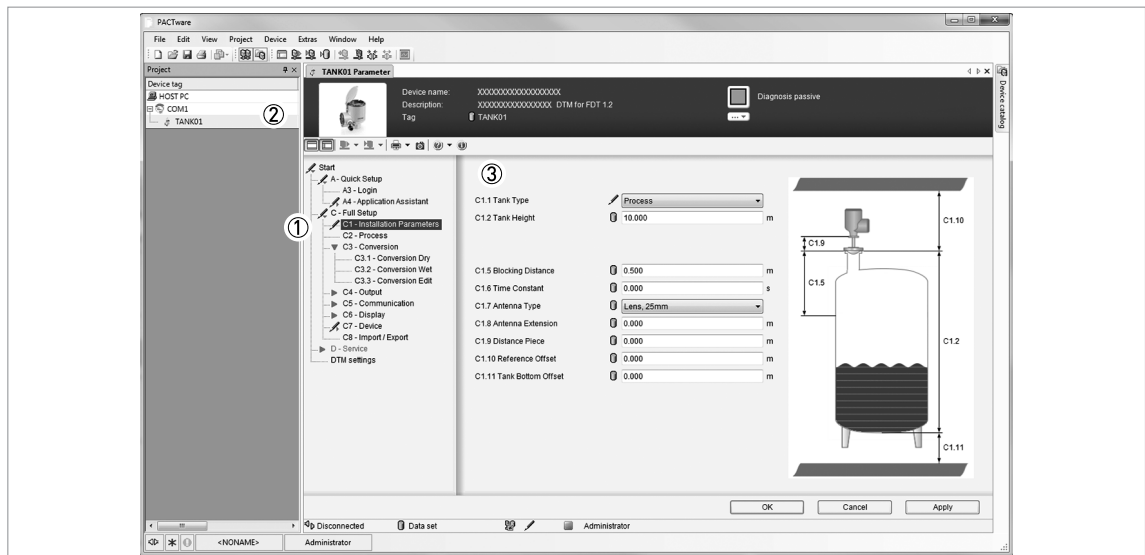 PACTware
File Edit View Project Device Extras Window Help
Project
Device tag
HOST PC
COM1
②
TANK01
TANK01 Parameter
Device name: XXXXXXXXXXXXXXXXXX
Description: XXXXXXXXXXXXXXXX DTM for FDT 1.2
Tag TANK01
Diagnosis passive
Device catalog
①
Start
A - Quick Setup
A3 - Login
A4 - Application Assistant
C - Full Setup
C1 - Installation Parameters
C2 - Process
C3 - Conversion
C3.1 - Conversion Dry
C3.2 - Conversion Wet
C3.3 - Conversion Edit
C4 - Output
C5 - Communication
C6 - Display
C7 - Device
C8 - Import / Export
D - Service
DTM settings
③
C1.1 Tank Type Process
C1.2 Tank Height 10.000 m
C1.5 Blocking Distance 0.500 m
C1.6 Time Constant 0.000 s
C1.7 Antenna Type Lens, 25mm
C1.8 Antenna Extension 0.000 m
C1.9 Distance Piece 0.000 m
C1.10 Reference Offset 0.000 m
C1.11 Tank Bottom Offset 0.000 m
C1.10
C1.9
C1.5
C1.2
C1.11
OK Cancel Apply
Disconnected Data set Administrator
<NONAME> Administrator